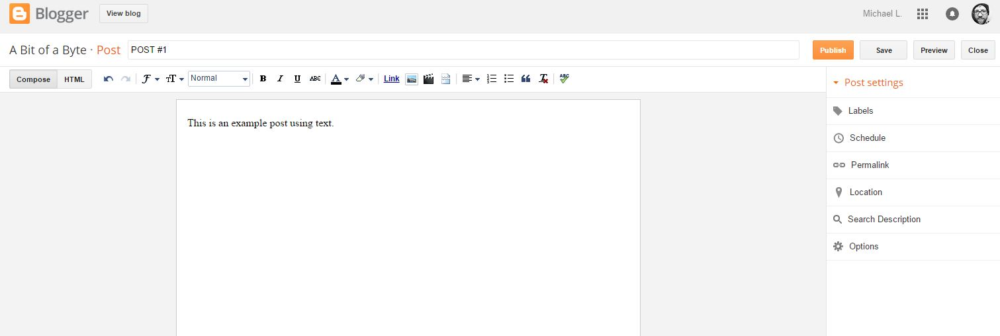 Blogger View blog Michael L.
A Bit of a Byte · Post POST #1 Publish Save Preview Close
Compose HTML F TT Normal B I U ABC A Link T ABC
Post settings
This is an example post using text.
Labels
Schedule
Permalink
Location
Search Description
Options